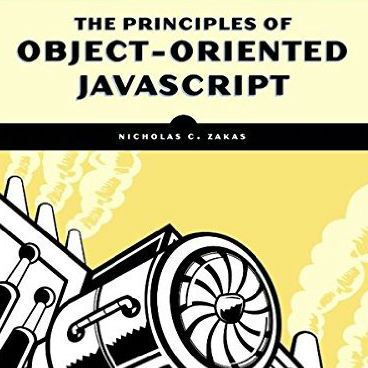 THE PRINCIPLES OF
OBJECT-ORIENTED
JAVASCRIPT
NICHOLAS C. ZAKAS